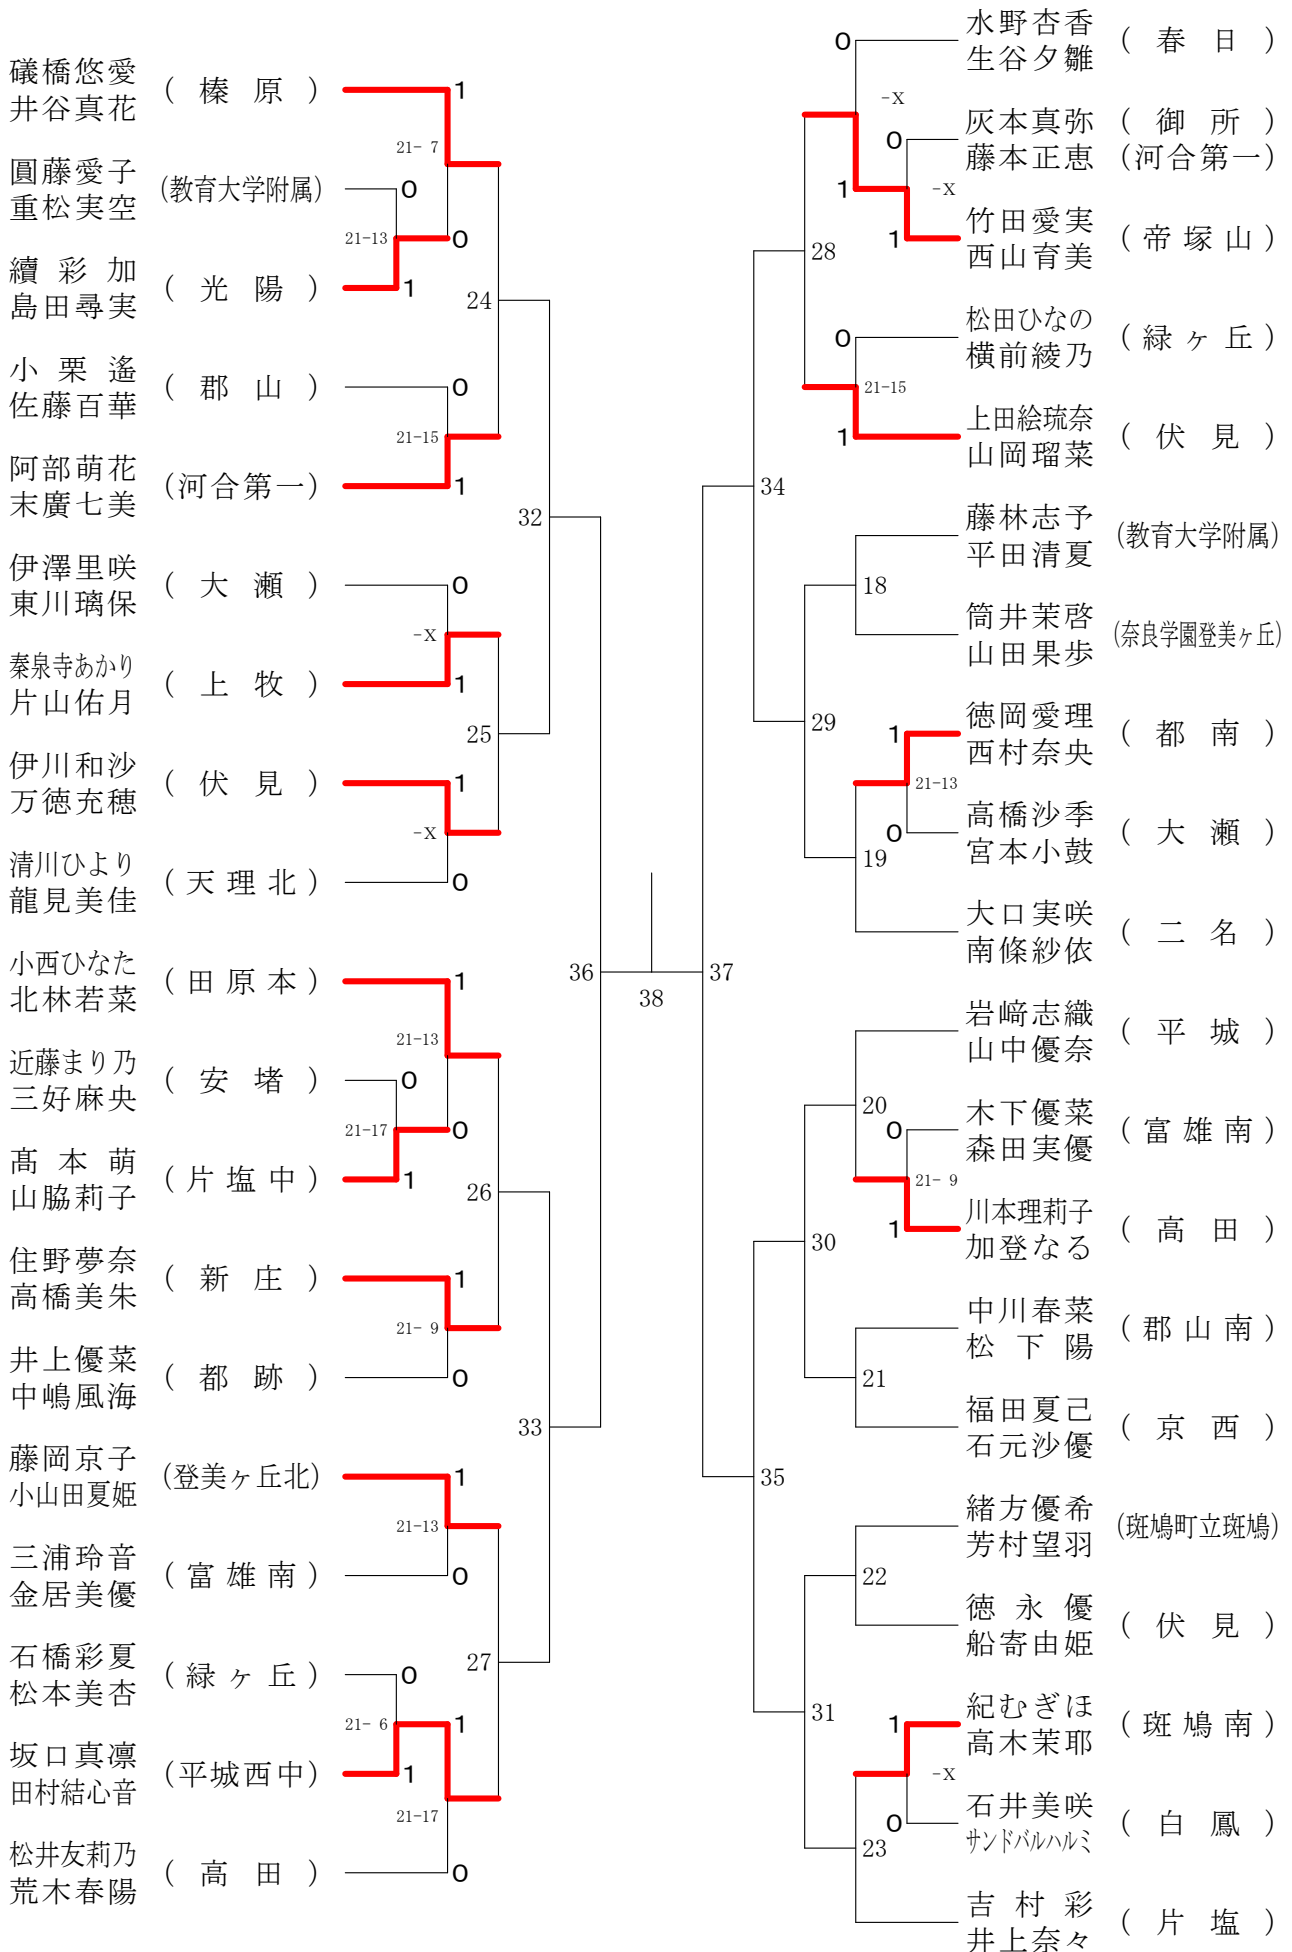 礒橋悠愛
井谷真花
( 榛 原 )
1
21- 7
圓藤愛子
重松実空
(教育大学附属)
0
21-13
0
續 彩 加
島田尋実
( 光 陽 )
1
24
小 栗 遙
佐藤百華
( 郡 山 )
0
21-15
阿部萌花
末廣七美
(河合第一)
1
32
伊澤里咲
東川璃保
( 大 瀬 )
0
-X
秦泉寺あかり
片山佑月
( 上 牧 )
1
25
伊川和沙
万徳充穂
( 伏 見 )
1
-X
清川ひより
龍見美佳
( 天 理 北 )
0
36
小西ひなた
北林若菜
( 田 原 本 )
1
21-13
近藤まり乃
三好麻央
( 安 堵 )
0
21-17
0
髙 本 萌
山脇莉子
( 片 塩 中 )
1
26
住野夢奈
高橋美朱
( 新 庄 )
1
21- 9
井上優菜
中嶋風海
( 都 跡 )
0
33
藤岡京子
小山田夏姫
(登美ヶ丘北)
1
21-13
三浦玲音
金居美優
( 富 雄 南 )
0
石橋彩夏
松本美杏
( 緑 ヶ 丘 )
0
27
21- 6
1
坂口真凛
田村結心音
(平城西中)
1
21-17
松井友莉乃
荒木春陽
( 高 田 )
0
38
水野杏香
生谷夕雛
( 春 日 )
0
-X
灰本真弥
藤本正恵
( 御 所 )
(河合第一)
0
1
-X
竹田愛実
西山育美
( 帝 塚 山 )
1
28
松田ひなの
横前綾乃
( 緑 ヶ 丘 )
0
21-15
上田絵琉奈
山岡瑠菜
( 伏 見 )
1
34
藤林志予
平田清夏
(教育大学附属)
18
筒井茉啓
山田果歩
(奈良学園登美ヶ丘)
29
徳岡愛理
西村奈央
( 都 南 )
1
21-13
高橋沙季
宮本小鼓
( 大 瀬 )
0
19
大口実咲
南條紗依
( 二 名 )
37
岩﨑志織
山中優奈
( 平 城 )
20
木下優菜
森田実優
( 富 雄 南 )
0
21- 9
川本理莉子
加登なる
( 高 田 )
1
30
中川春菜
松 下 陽
( 郡 山 南 )
21
福田夏己
石元沙優
( 京 西 )
35
緒方優希
芳村望羽
(斑鳩町立斑鳩)
22
徳 永 優
船寄由姫
( 伏 見 )
31
紀むぎほ
高木茉耶
( 斑 鳩 南 )
1
-X
石井美咲
サンドバルハルミ
( 白 鳳 )
0
23
吉 村 彩
井上奈々
( 片 塩 )